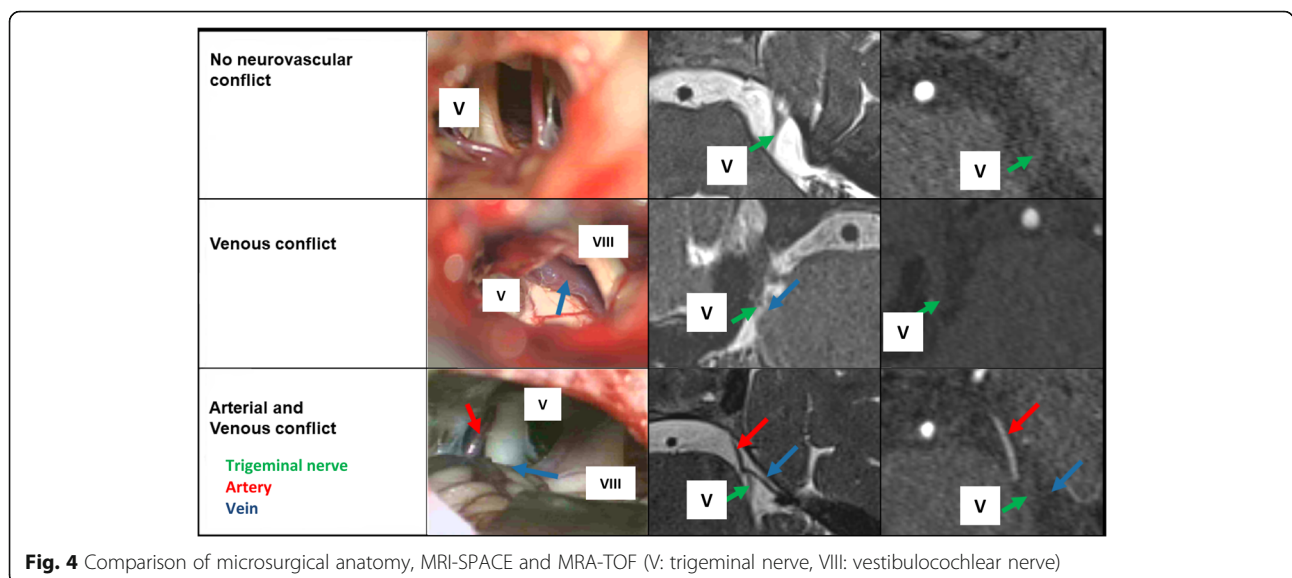 No neurovascular
conflict
V
V
V
Venous conflict
VIII
V
V
V
Arterial and
Venous conflict
Trigeminal nerve
Artery
Vein
V
VIII
V
V
Fig. 4 Comparison of microsurgical anatomy, MRI-SPACE and MRA-TOF (V: trigeminal nerve, VIII: vestibulocochlear nerve)